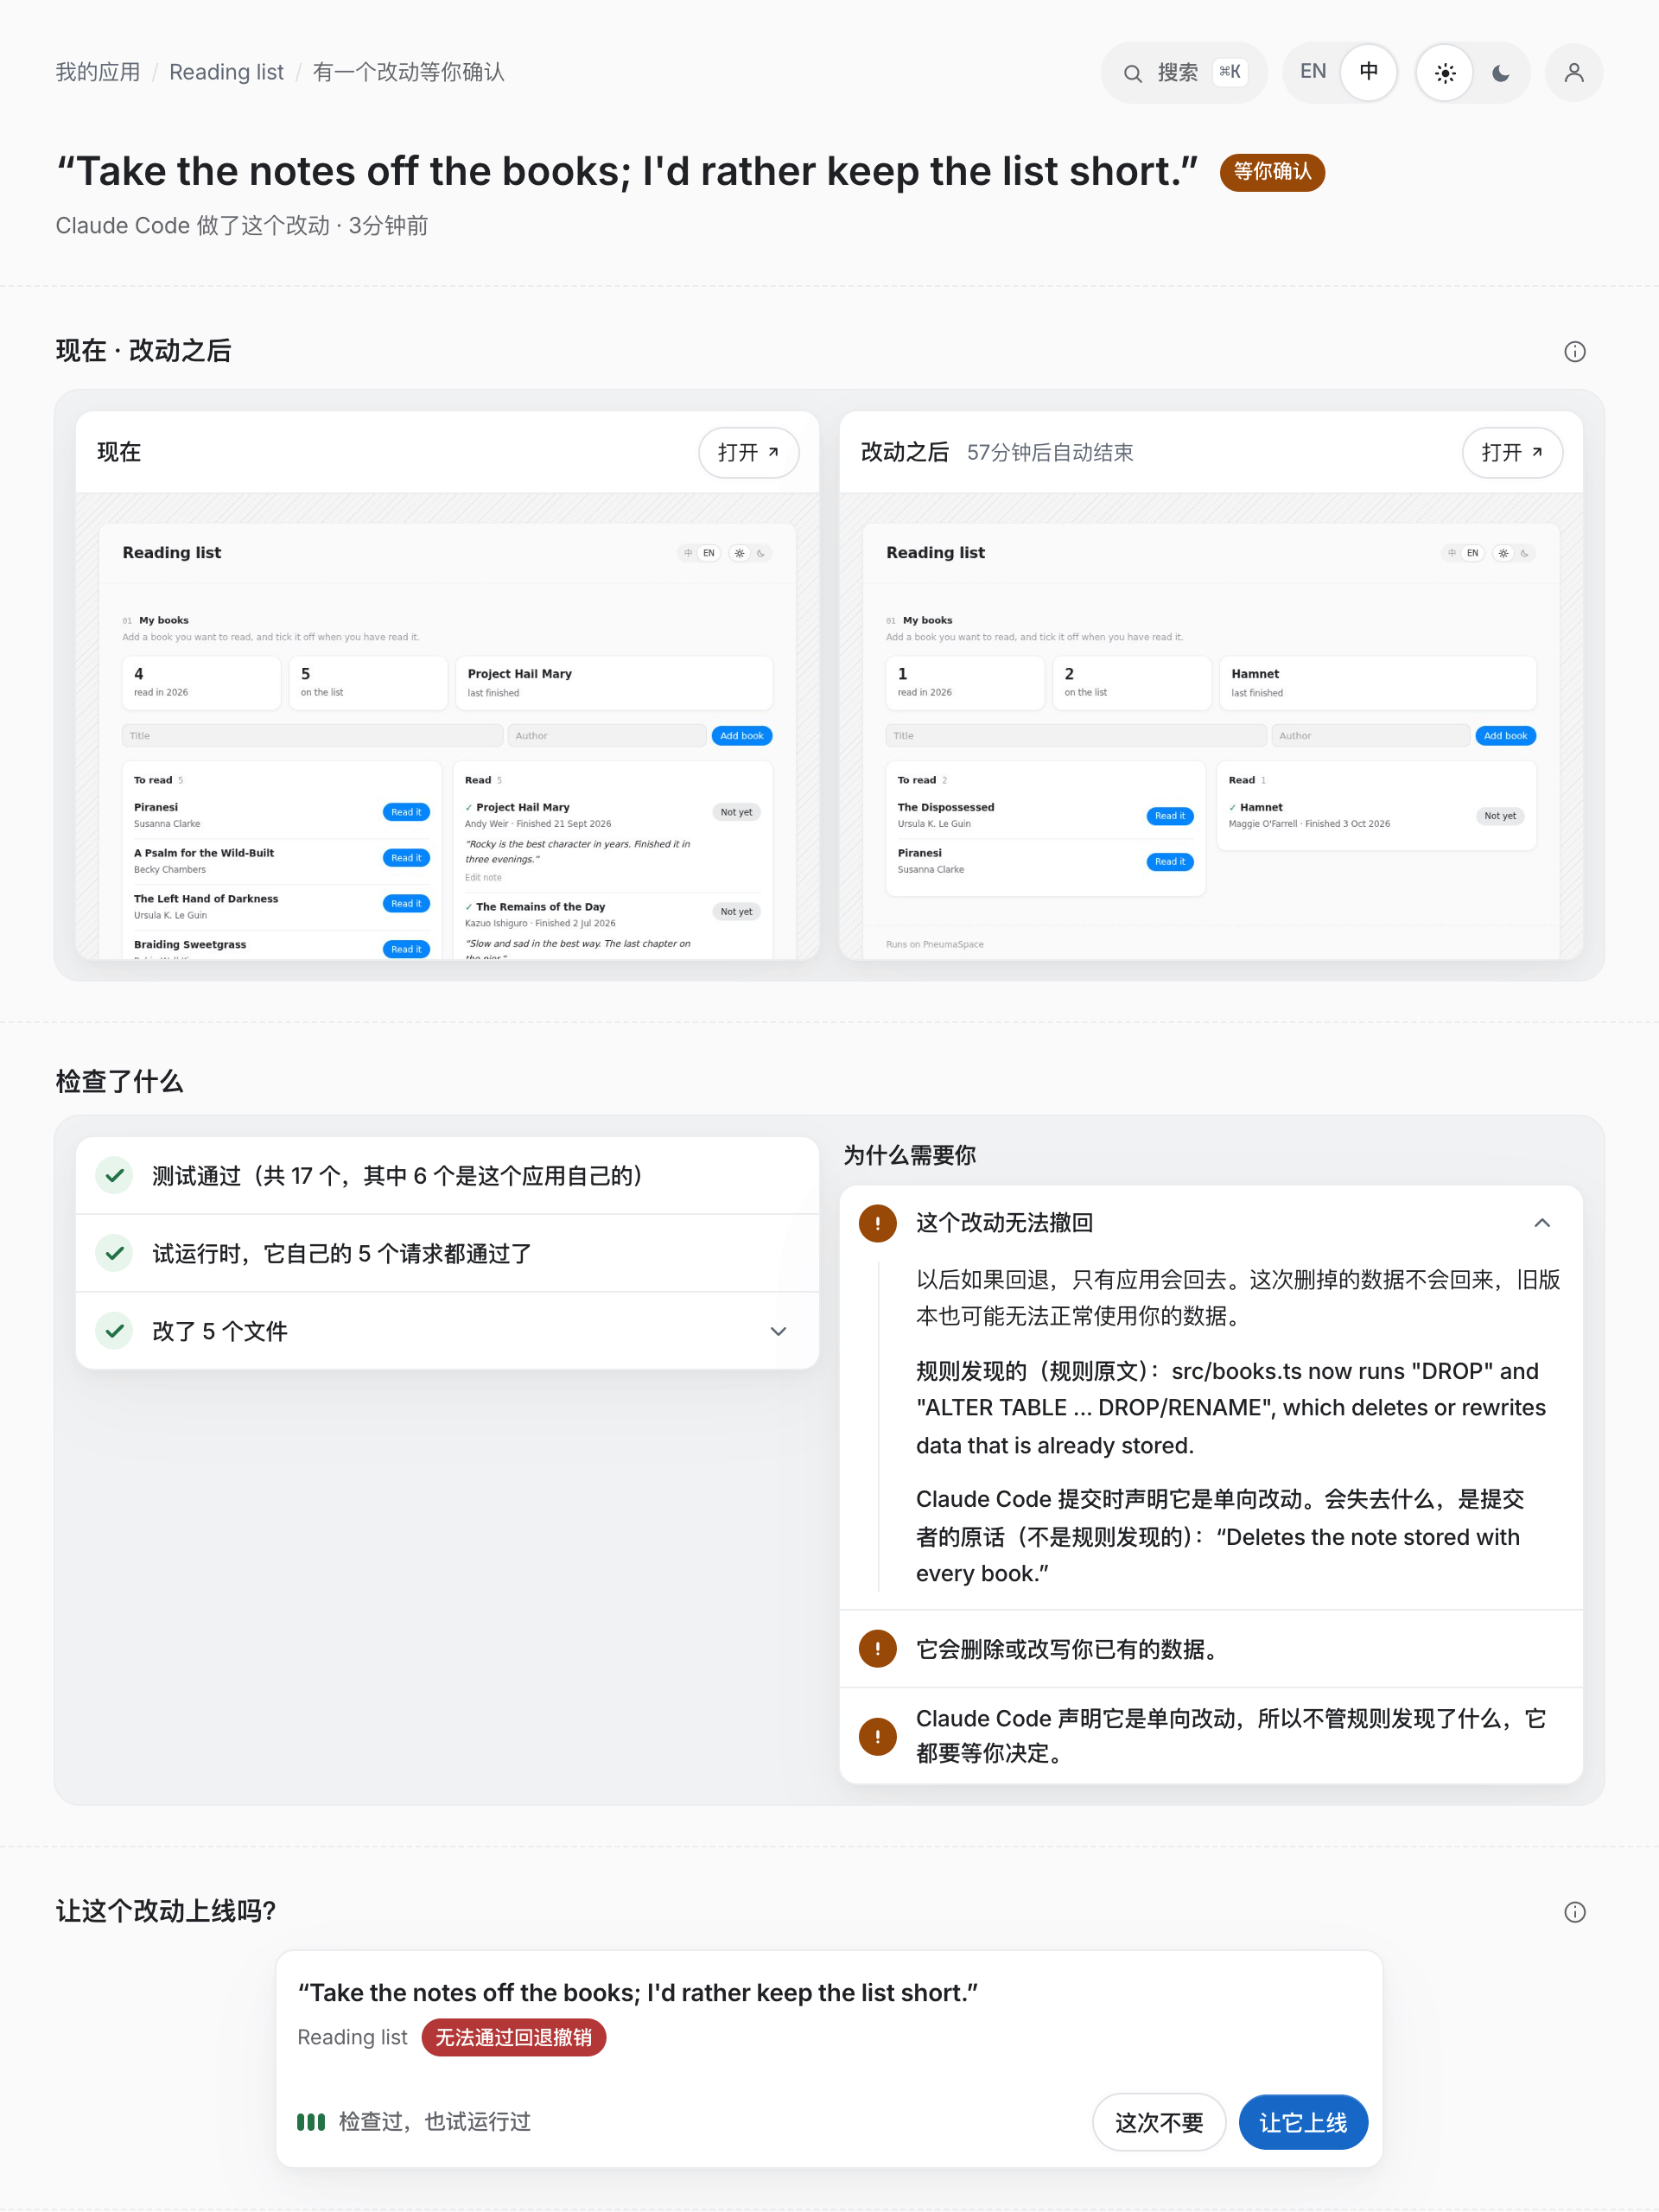 我的应用 / Reading list / 有一个改动等你确认
搜索 ⌘K
EN 中
“Take the notes off the books; I'd rather keep the list short.” 等你确认
Claude Code 做了这个改动 · 3分钟前
现在 · 改动之后
现在
打开
Reading list
中 EN
01 My books
Add a book you want to read, and tick it off when you have read it.
4
read in 2026
5
on the list
Project Hail Mary
last finished
Title
Author
Add book
To read 5
Piranesi
Susanna Clarke
Read it
A Psalm for the Wild-Built
Becky Chambers
Read it
The Left Hand of Darkness
Ursula K. Le Guin
Read it
Braiding Sweetgrass
Read it
Read 5
✓ Project Hail Mary
Andy Weir · Finished 21 Sept 2026
Not yet
“Rocky is the best character in years. Finished it in
three evenings.”
Edit note
✓ The Remains of the Day
Kazuo Ishiguro · Finished 2 Jul 2026
Not yet
“Slow and sad in the best way. The last chapter on
the pier.”
改动之后 57分钟后自动结束
打开
Reading list
中 EN
01 My books
Add a book you want to read, and tick it off when you have read it.
1
read in 2026
2
on the list
Hamnet
last finished
Title
Author
Add book
To read 2
The Dispossessed
Ursula K. Le Guin
Read it
Piranesi
Susanna Clarke
Read it
Read 1
✓ Hamnet
Maggie O'Farrell · Finished 3 Oct 2026
Not yet
Runs on PneumaSpace
检查了什么
测试通过（共 17 个，其中 6 个是这个应用自己的）
试运行时，它自己的 5 个请求都通过了
改了 5 个文件
为什么需要你
这个改动无法撤回
以后如果回退，只有应用会回去。这次删掉的数据不会回来，旧版
本也可能无法正常使用你的数据。
规则发现的（规则原文）：src/books.ts now runs "DROP" and
"ALTER TABLE … DROP/RENAME", which deletes or rewrites
data that is already stored.
Claude Code 提交时声明它是单向改动。会失去什么，是提交
者的原话（不是规则发现的）：“Deletes the note stored with
every book.”
它会删除或改写你已有的数据。
Claude Code 声明它是单向改动，所以不管规则发现了什么，它
都要等你决定。
让这个改动上线吗？
“Take the notes off the books; I'd rather keep the list short.”
Reading list 无法通过回退撤销
检查过，也试运行过
这次不要
让它上线